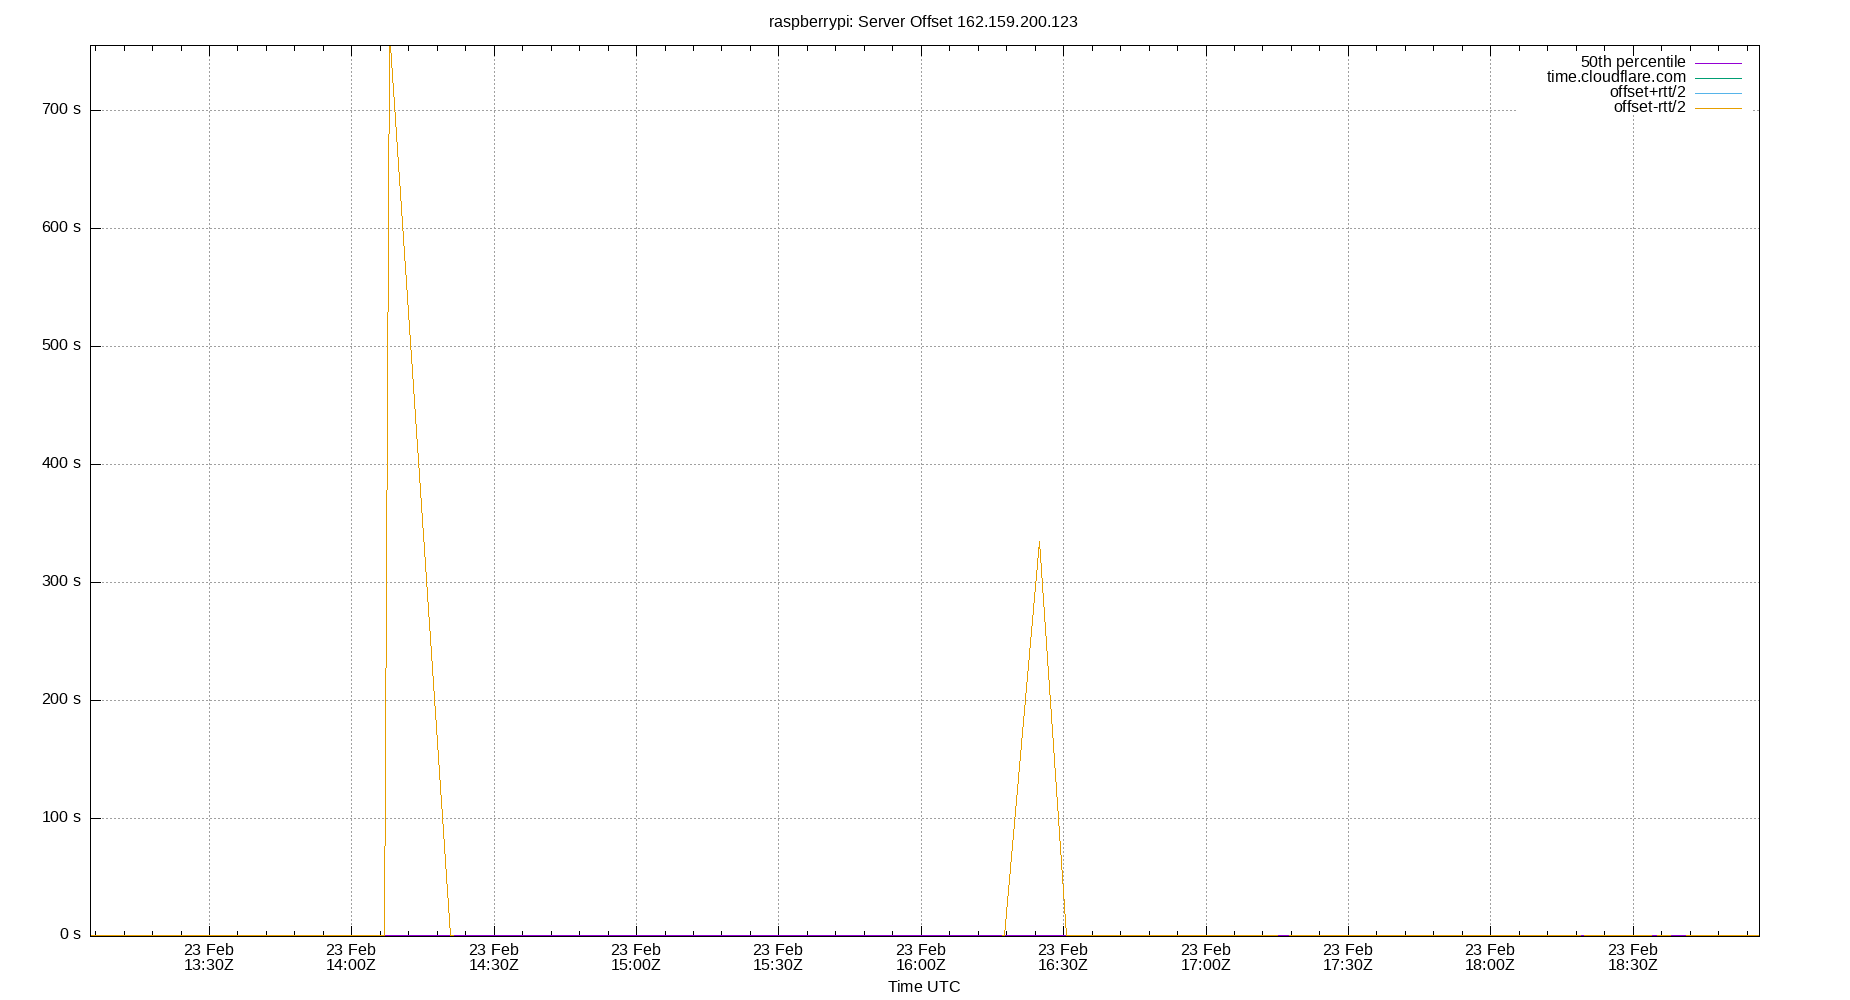 raspberrypi: Server Offset 162.159.200.123
50th percentile
time.cloudflare.com
offset+rtt/2
offset-rtt/2
700 s
600 s
500 s
400 s
300 s
200 s
100 s
0 s
23 Feb 23 Feb 23 Feb 23 Feb 23 Feb 23 Feb 23 Feb 23 Feb 23 Feb 23 Feb 23 Feb
13:30Z 14:00Z 14:30Z 15:00Z 15:30Z 16:00Z 16:30Z 17:00Z 17:30Z 18:00Z 18:30Z
Time UTC